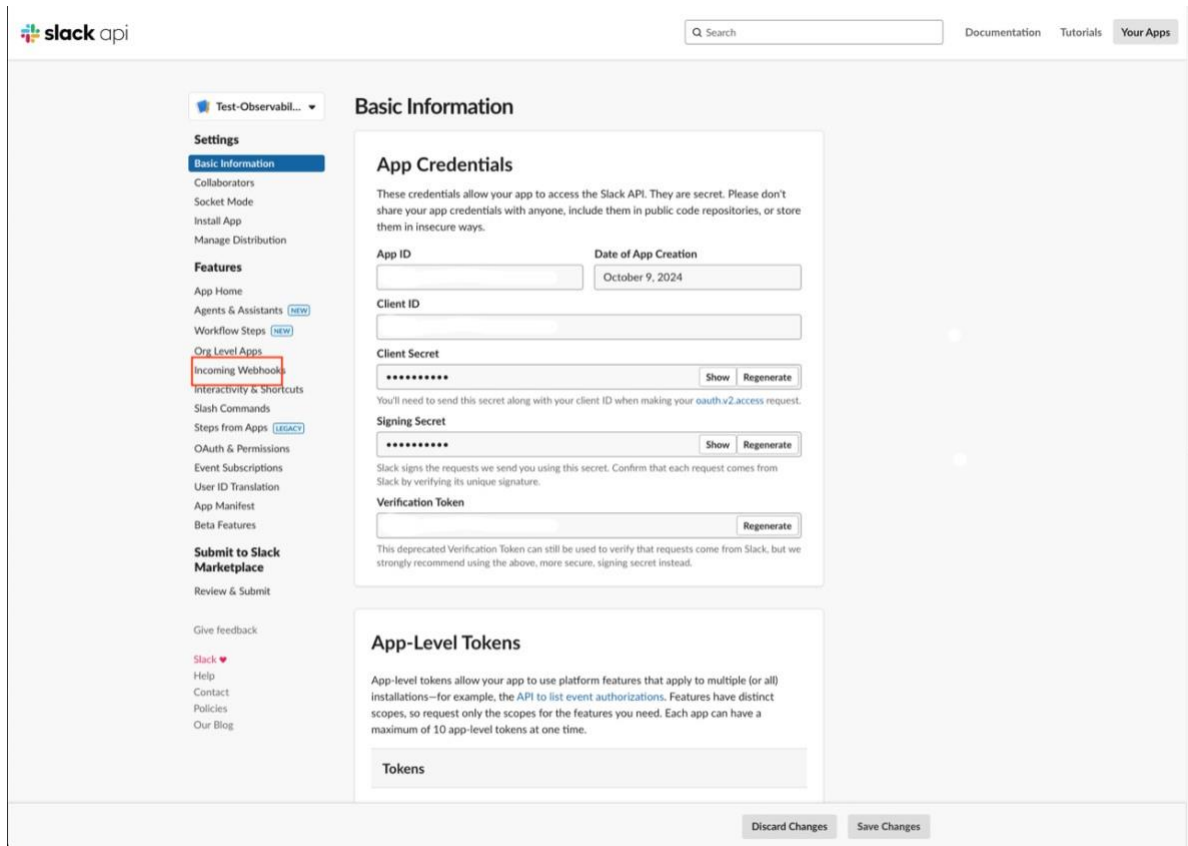 slack api
Search
Documentation
Tutorials
Your Apps
Test-Observabil...
Settings
Basic Information
Collaborators
Socket Mode
Install App
Manage Distribution
Features
App Home
Agents & Assistants NEW
Workflow Steps NEW
Org Level Apps
Incoming Webhooks
Interactivity & Shortcuts
Slash Commands
Steps from Apps LEGACY
OAuth & Permissions
Event Subscriptions
User ID Translation
App Manifest
Beta Features
Submit to Slack
Marketplace
Review & Submit
Give feedback
Slack ♥
Help
Contact
Policies
Our Blog
Basic Information
App Credentials
These credentials allow your app to access the Slack API. They are secret. Please don't
share your app credentials with anyone, include them in public code repositories, or store
them in insecure ways.
App ID
Date of App Creation
October 9, 2024
Client ID
Client Secret
••••••••••
Show
Regenerate
You'll need to send this secret along with your client ID when making your oauth.v2.access request.
Signing Secret
••••••••••
Show
Regenerate
Slack signs the requests we send you using this secret. Confirm that each request comes from
Slack by verifying its unique signature.
Verification Token
Regenerate
This deprecated Verification Token can still be used to verify that requests come from Slack, but we
strongly recommend using the above, more secure, signing secret instead.
App-Level Tokens
App-level tokens allow your app to use platform features that apply to multiple (or all)
installations—for example, the API to list event authorizations. Features have distinct
scopes, so request only the scopes for the features you need. Each app can have a
maximum of 10 app-level tokens at one time.
Tokens
Discard Changes
Save Changes